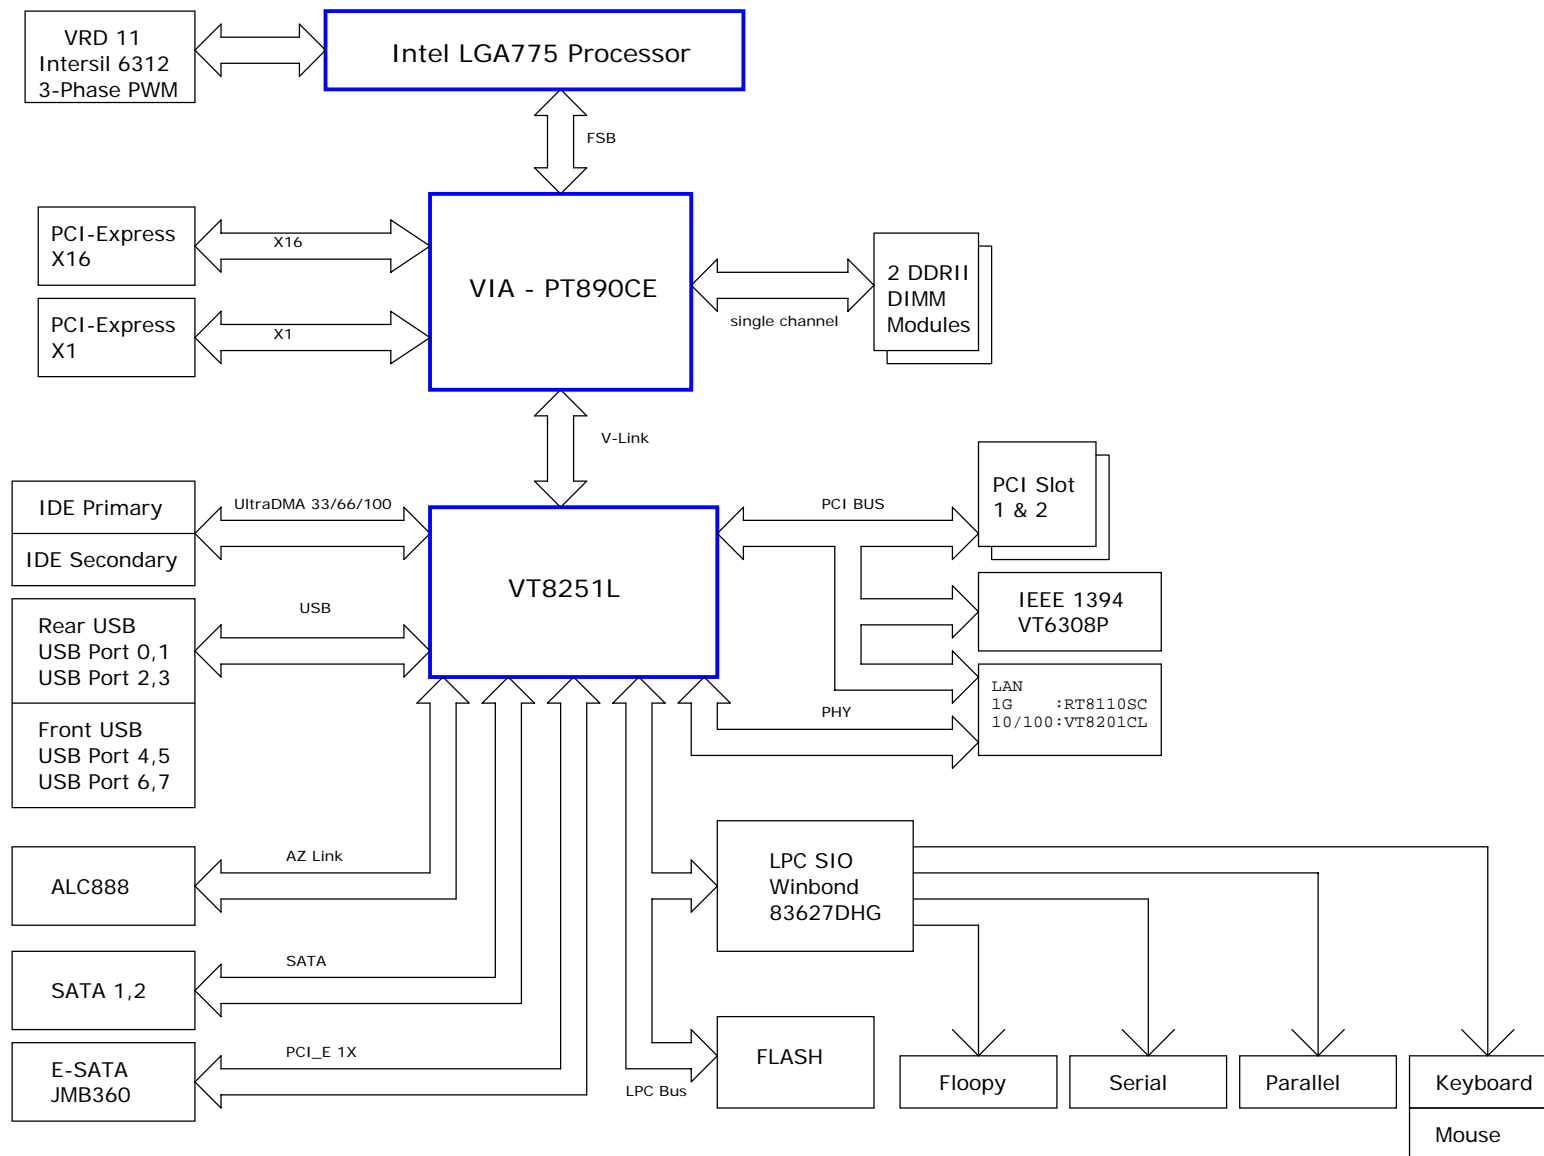 VRD 11
Intersil 6312
3-Phase PWM
Intel LGA775 Processor
FSB
PCI-Express
X16
X16
PCI-Express
X1
X1
VIA - PT890CE
2 DDRII
DIMM
Modules
single channel
V-Link
IDE Primary
IDE Secondary
UltraDMA 33/66/100
VT8251L
PCI BUS
PCI Slot
1 & 2
IEEE 1394
VT6308P
LAN
1G :RT8110SC
10/100:VT8201CL
PHY
USB
Rear USB
USB Port 0,1
USB Port 2,3
Front USB
USB Port 4,5
USB Port 6,7
ALC888
AZ Link
SATA 1,2
SATA
E-SATA
JMB360
PCI_E 1X
LPC Bus
LPC SIO
Winbond
83627DHG
FLASH
Floopy
Serial
Parallel
Keyboard
Mouse